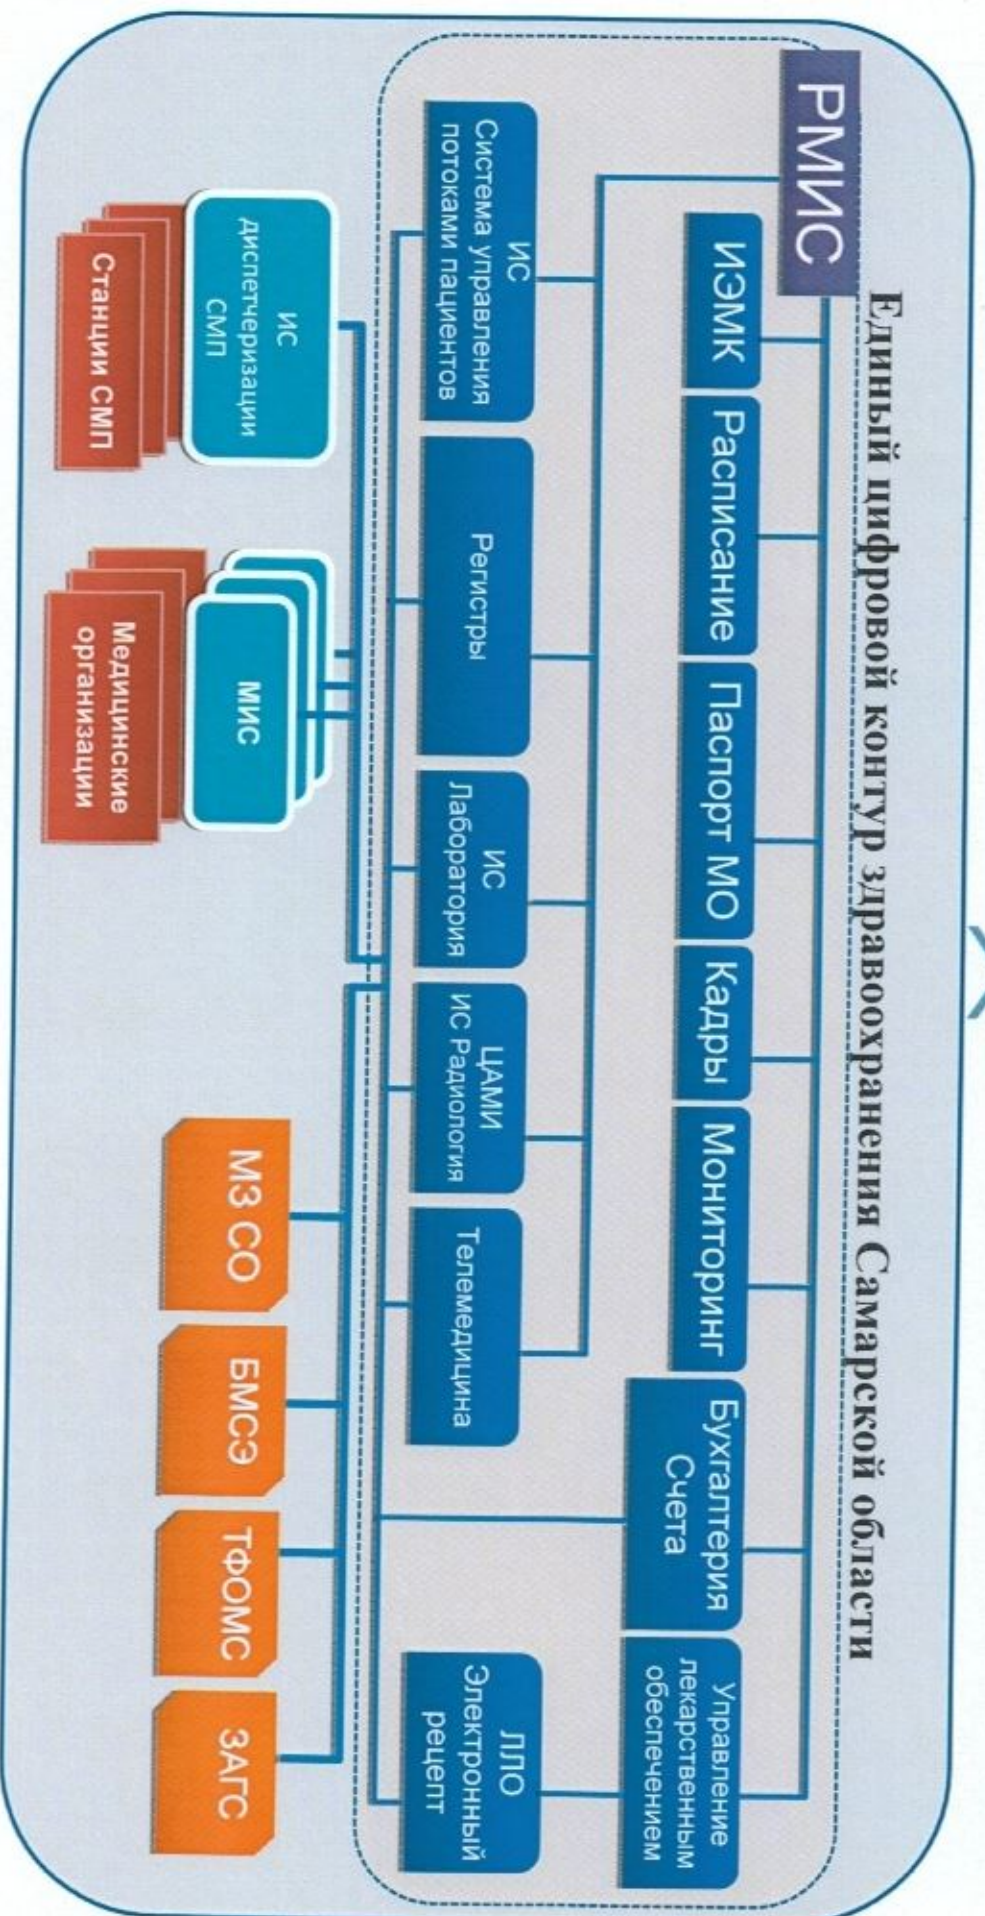 Единый цифровой контур здравоохранения Самарской области
РМИС
ИЭМК
Расписание
Паспорт МО
Кадры
Мониторинг
Бухгалтерия
Счета
Управление
лекарственным
обеспечением
ИС
Система управления
потоками пациентов
Регистры
ИС
Лаборатория
ЦАМИ
ИС Радиология
Телемедицина
ЛЛО
Электронный
рецепт
ИС
диспетчеризации
СМП
Станции СМП
МИС
Медицинские
организации
МЗ СО
БМСЭ
ТФОМС
ЗАГС